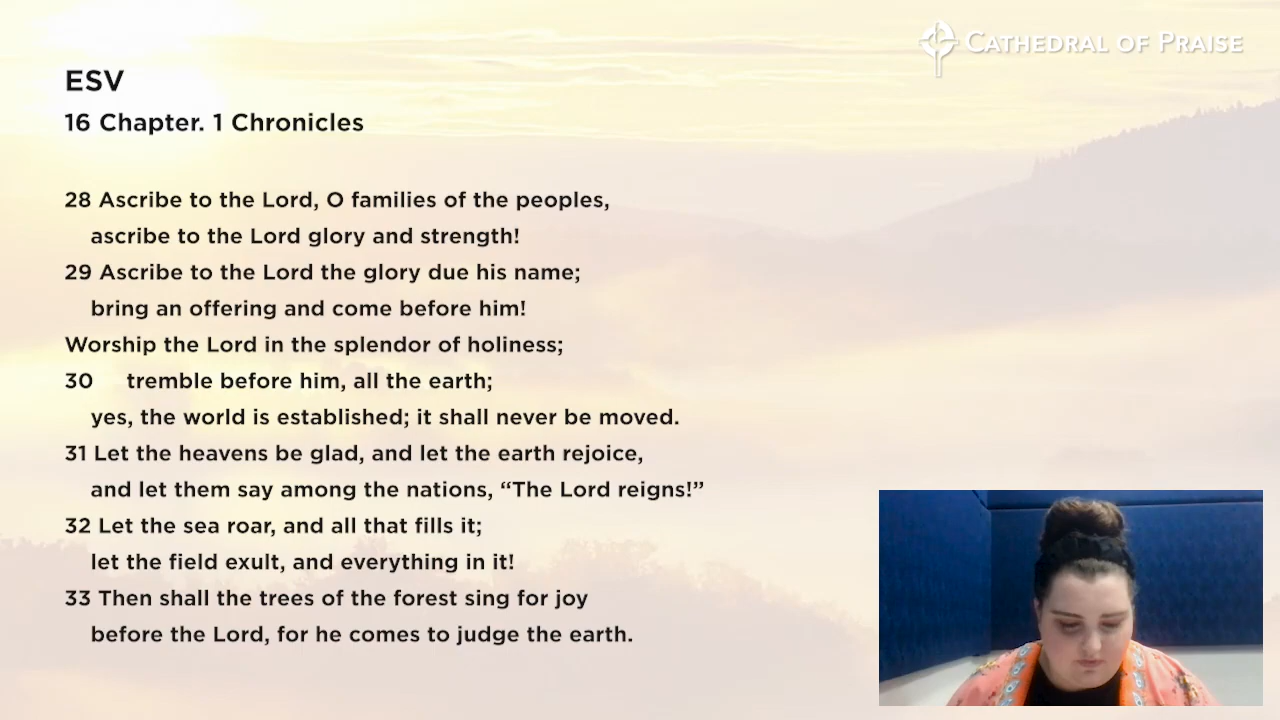 CATHEDRAL OF PRAISE
ESV
16 Chapter. 1 Chronicles
28 Ascribe to the Lord, O families of the peoples,
ascribe to the Lord glory and strength!
29 Ascribe to the Lord the glory due his name;
bring an offering and come before him!
Worship the Lord in the splendor of holiness;
30 tremble before him, all the earth;
yes, the world is established; it shall never be moved.
31 Let the heavens be glad, and let the earth rejoice,
and let them say among the nations, “The Lord reigns!”
32 Let the sea roar, and all that fills it;
let the field exult, and everything in it!
33 Then shall the trees of the forest sing for joy
before the Lord, for he comes to judge the earth.